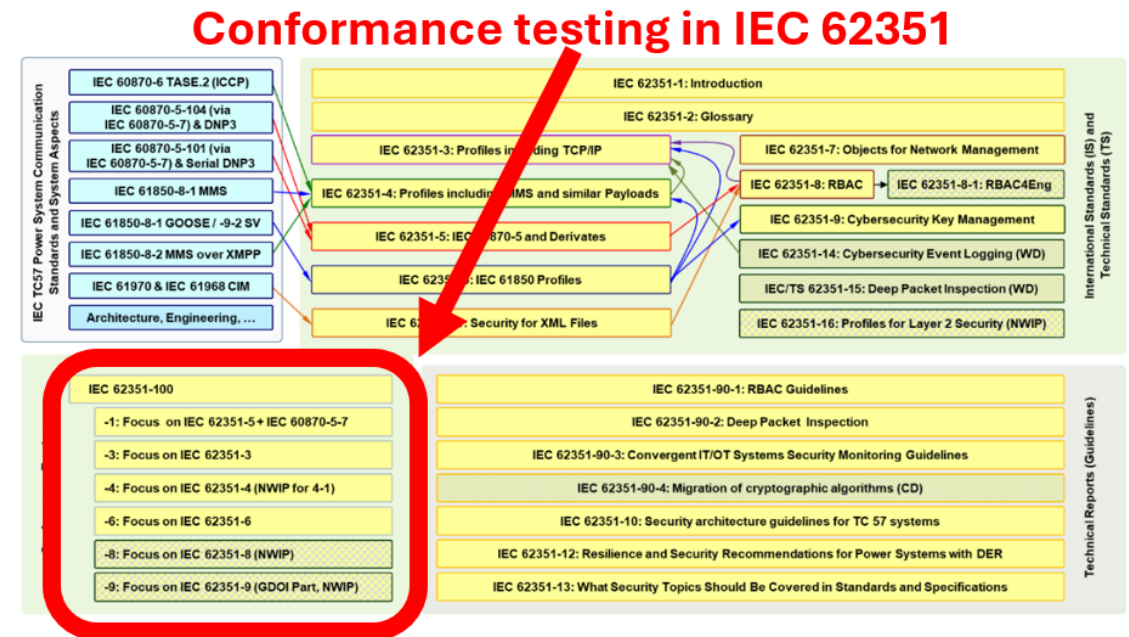 Conformance testing in IEC 62351
IEC TC57 Power System Communication
Standards and System Aspects
IEC 60870-6 TASE.2 (ICCP)
IEC 60870-5-104 (via
IEC 60870-5-7) & DNP3
IEC 60870-5-101 (via
IEC 60870-5-7) & Serial DNP3
IEC 61850-8-1 MMS
IEC 61850-8-1 GOOSE / -9-2 SV
IEC 61850-8-2 MMS over XMPP
IEC 61970 & IEC 61968 CIM
Architecture, Engineering, ...
IEC 62351-1: Introduction
IEC 62351-2: Glossary
IEC 62351-3: Profiles including TCP/IP
IEC 62351-4: Profiles including MMS and similar Payloads
IEC 62351-5: IEC 60870-5 and Derivates
IEC 6235 : IEC 61850 Profiles
IEC : Security for XML Files
IEC 62351-7: Objects for Network Management
IEC 62351-8: RBAC
IEC 62351-8-1: RBAC4Eng
IEC 62351-9: Cybersecurity Key Management
IEC 62351-14: Cybersecurity Event Logging (WD)
IEC/TS 62351-15: Deep Packet Inspection (WD)
IEC 62351-16: Profiles for Layer 2 Security (NWIP)
International Standards (IS) and
Technical Standards (TS)
IEC 62351-100
-1: Focus on IEC 62351-5 + IEC 60870-5-7
-3: Focus on IEC 62351-3
-4: Focus on IEC 62351-4 (NWIP for 4-1)
-6: Focus on IEC 62351-6
-8: Focus on IEC 62351-8 (NWIP)
-9: Focus on IEC 62351-9 (GDOI Part, NWIP)
IEC 62351-90-1: RBAC Guidelines
IEC 62351-90-2: Deep Packet Inspection
IEC 62351-90-3: Convergent IT/OT Systems Security Monitoring Guidelines
IEC 62351-90-4: Migration of cryptographic algorithms (CD)
IEC 62351-10: Security architecture guidelines for TC 57 systems
IEC 62351-12: Resilience and Security Recommendations for Power Systems with DER
IEC 62351-13: What Security Topics Should Be Covered in Standards and Specifications
Technical Reports (Guidelines)